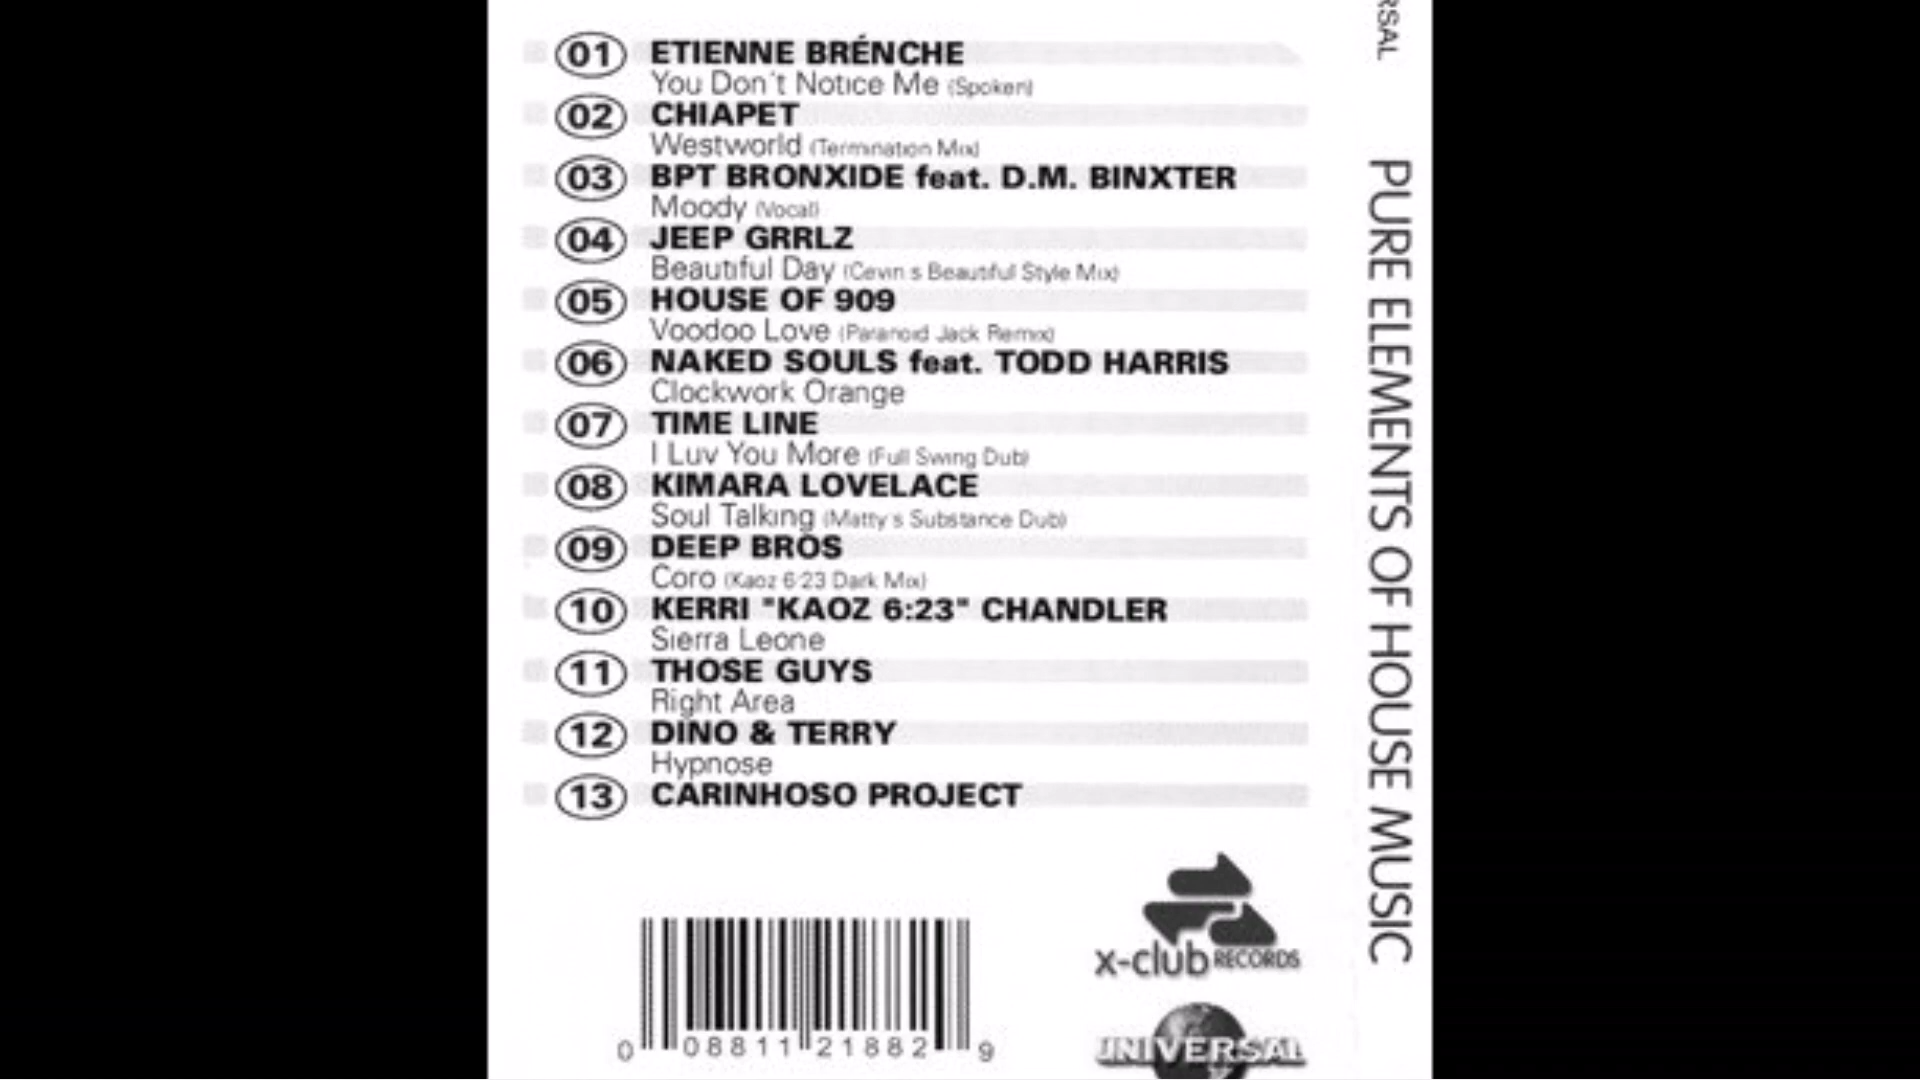 01 ETIENNE BRÉNCHE
You Don't Notice Me (Spoken)
02 CHIAPET
Westworld (Termination Mix)
03 BPT BRONXIDE feat. D.M. BINXTER
Moody (Vocal)
04 JEEP GRRLZ
Beautiful Day (Cevin s Beautiful Style Mix)
05 HOUSE OF 909
Voodoo Love (Paranoid Jack Remix)
06 NAKED SOULS feat. TODD HARRIS
Clockwork Orange
07 TIME LINE
I Luv You More (Full Swing Dub)
08 KIMARA LOVELACE
Soul Talking (Matty's Substance Dub)
09 DEEP BROS
Coro (Kaoz 6:23 Dark Mix)
10 KERRI "KAOZ 6:23" CHANDLER
Sierra Leone
11 THOSE GUYS
Right Area
12 DINO & TERRY
Hypnose
13 CARINHOSO PROJECT
0 08811 21882 9
x-club RECORDS
UNIVERSAL
RSAL
PURE ELEMENTS OF HOUSE MUSIC